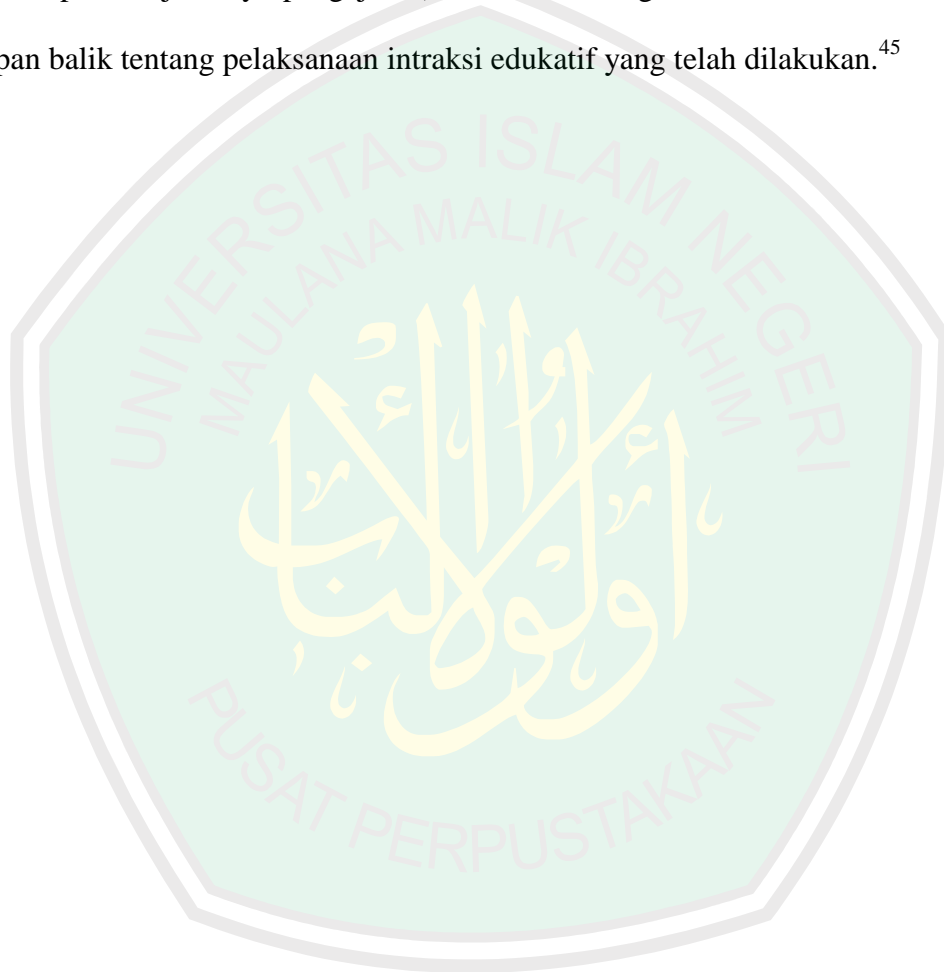 pan balik tentang pelaksanaan intraksi edukatif yang telah dilakukan.45
UNIVERSITAS ISLAM NEGERI
MAULANA MALIK IBRAHIM
أولوا الألباب
PUSAT PERPUSTAKAAN